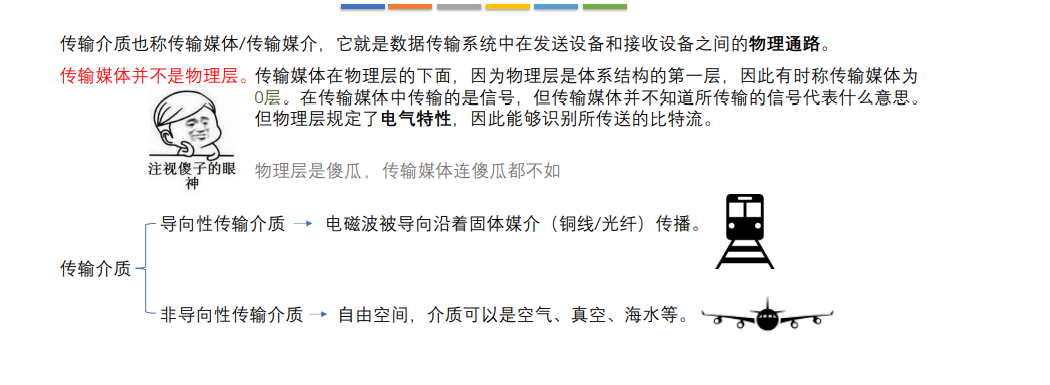 传输介质也称传输媒体/传输媒介，它就是数据传输系统中在发送设备和接收设备之间的物理通路。
传输媒体并不是物理层。传输媒体在物理层的下面，因为物理层是体系结构的第一层，因此有时称传输媒体为
0层。在传输媒体中传输的是信号，但传输媒体并不知道所传输的信号代表什么意思。
但物理层规定了电气特性，因此能够识别所传送的比特流。
注视傻子的眼
神
物理层是傻瓜，传输媒体连傻瓜都不如
导向性传输介质
电磁波被导向沿着固体媒介（铜线/光纤）传播。
传输介质
非导向性传输介质
自由空间，介质可以是空气、真空、海水等。